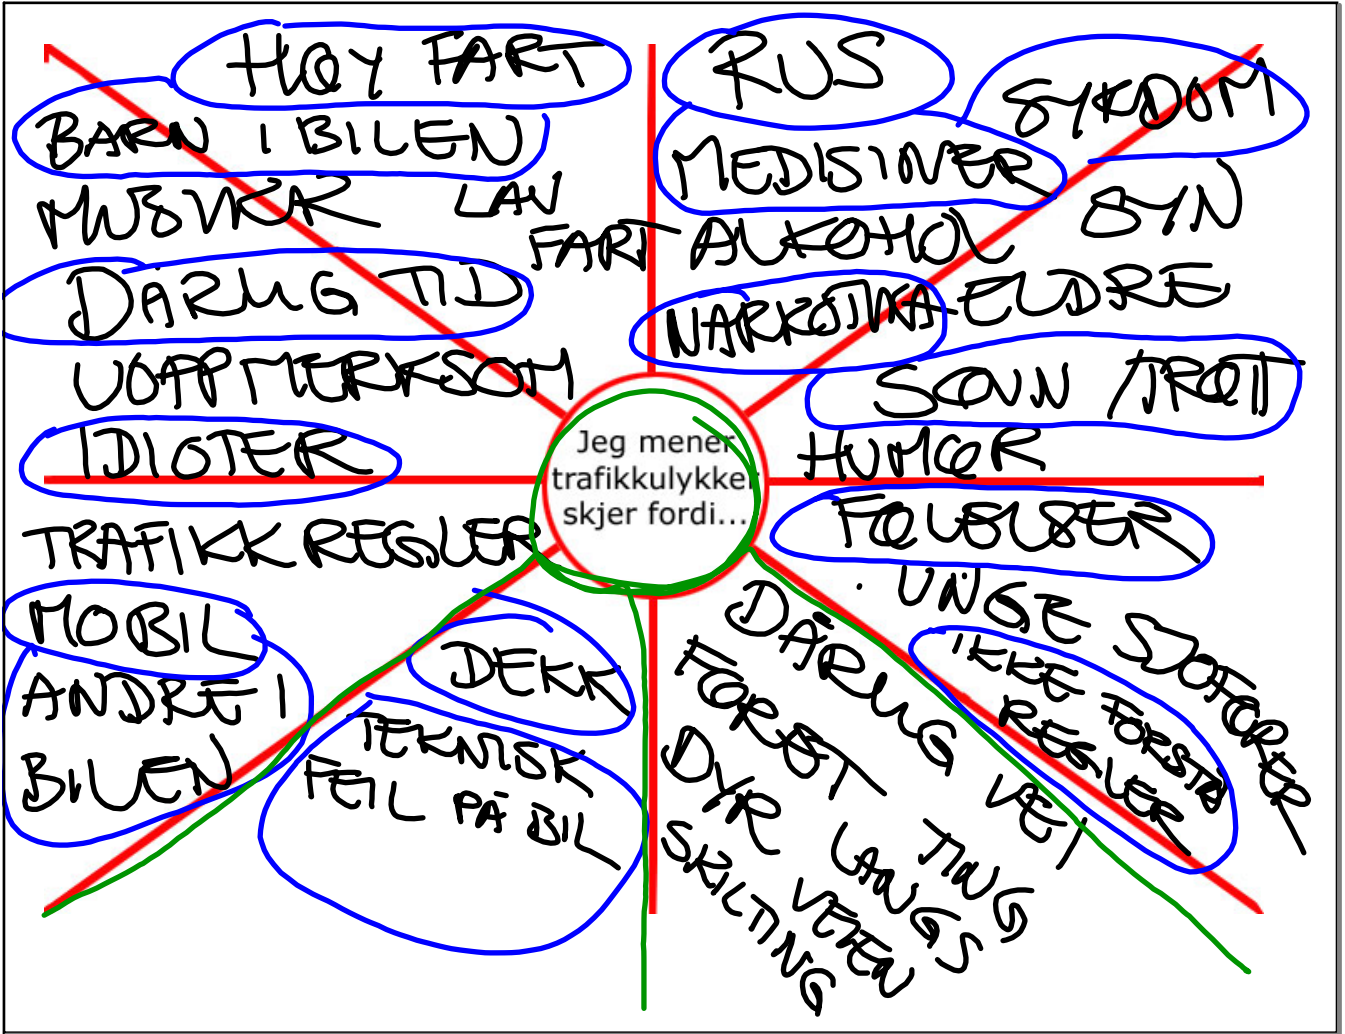 HØY FART
BARN I BILEN
MUSIKK
LAV
FART
DÅRLIG TID
UOPPMERKSOM
IDIOTER
TRAFIKKREGLER
MOBIL
ANDRE I
BILEN
DEKK
TEKNISK
FEIL PÅ BIL
Jeg mener
trafikkulykker
skjer fordi...
RUS
MEDISINER
ALKOHOL
NARKOTIKA
SYKDOM
SYN
ELDRE
SØVN / TRØTT
HUMØR
FØLELSER
UNGE SJÅFØRER
IKKE FORSTÅ
REGLER
DÅRLIG VEI
FØRET
DYR
TING
LANGS
VEIEN
SKILTING